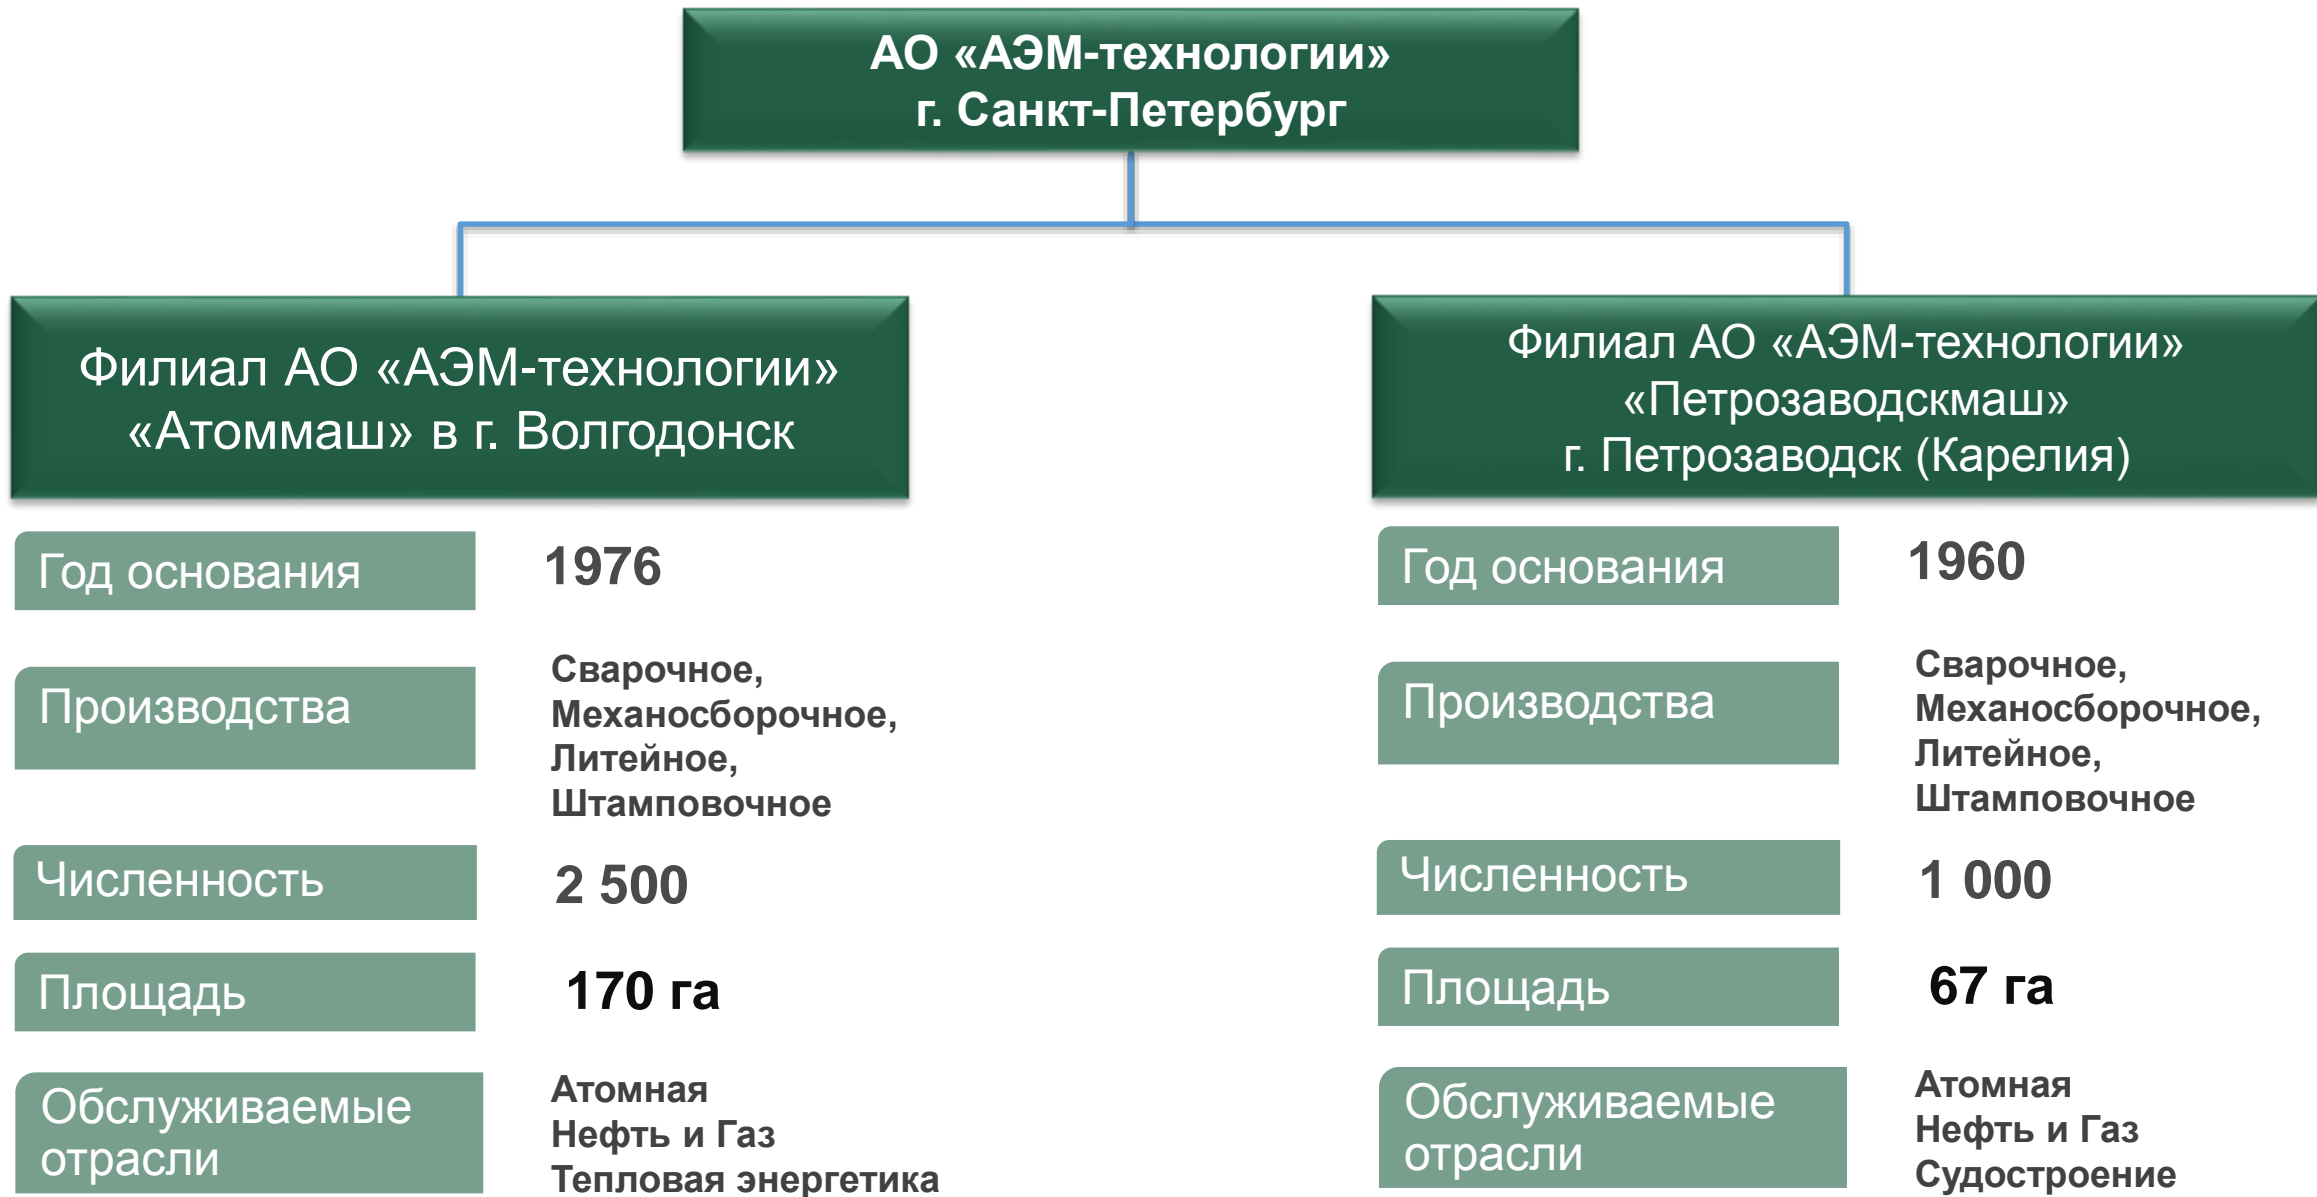 АО «АЭМ-технологии»
г. Санкт-Петербург
Филиал АО «АЭМ-технологии»
«Атоммаш» в г. Волгодонск
Год основания
1976
Производства
Сварочное,
Механосборочное,
Литейное,
Штамповочное
Численность
2 500
Площадь
170 га
Обслуживаемые
отрасли
Атомная
Нефть и Газ
Тепловая энергетика
Филиал АО «АЭМ-технологии»
«Петрозаводскмаш»
г. Петрозаводск (Карелия)
Год основания
1960
Производства
Сварочное,
Механосборочное,
Литейное,
Штамповочное
Численность
1 000
Площадь
67 га
Обслуживаемые
отрасли
Атомная
Нефть и Газ
Судостроение